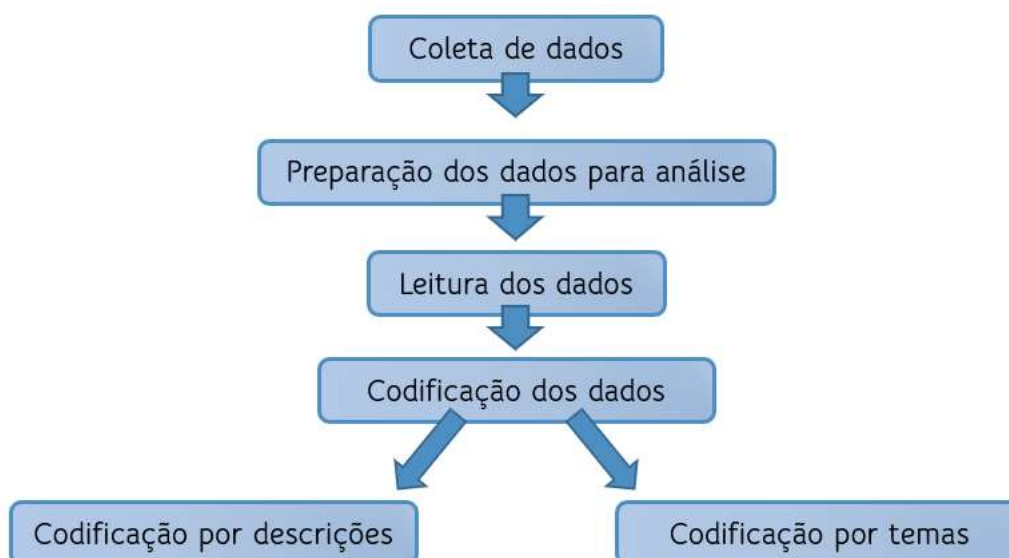 Coleta de dados
Preparação dos dados para análise
Leitura dos dados
Codificação dos dados
Codificação por descrições
Codificação por temas